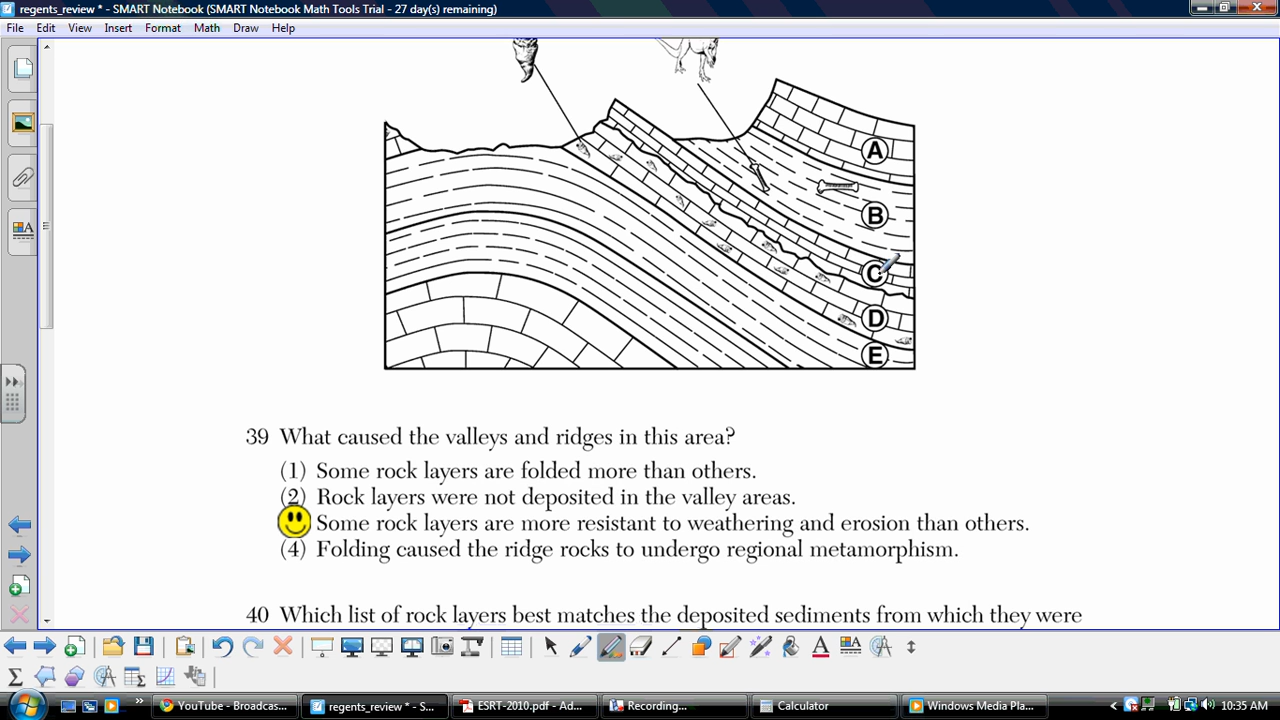 regents_review * - SMART Notebook (SMART Notebook Math Tools Trial - 27 day(s) remaining)
File Edit View Insert Format Math Draw Help
A
B
C
D
E
39 What caused the valleys and ridges in this area?
(1) Some rock layers are folded more than others.
(2) Rock layers were not deposited in the valley areas.
Some rock layers are more resistant to weathering and erosion than others.
(4) Folding caused the ridge rocks to undergo regional metamorphism.
40 Which list of rock layers best matches the deposited sediments from which they were
YouTube - Broadcas... regents_review * - S... ESRT-2010.pdf - Ad... Recording... Calculator Windows Media Pla... 10:35 AM